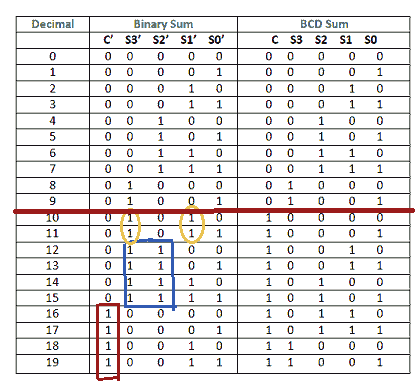 Decimal Binary Sum BCD Sum
C' S3' S2' S1' S0' C S3 S2 S1 S0
0 0 0 0 0 0 0 0 0 0 0
1 0 0 0 0 1 0 0 0 0 1
2 0 0 0 1 0 0 0 0 1 0
3 0 0 0 1 1 0 0 0 1 1
4 0 0 1 0 0 0 0 1 0 0
5 0 0 1 0 1 0 0 1 0 1
6 0 0 1 1 0 0 0 1 1 0
7 0 0 1 1 1 0 0 1 1 1
8 0 1 0 0 0 0 1 0 0 0
9 0 1 0 0 1 0 1 0 0 1
10 0 1 0 1 0 1 0 0 0 0
11 0 1 0 1 1 1 0 0 0 1
12 0 1 1 0 0 1 0 0 1 0
13 0 1 1 0 1 1 0 0 1 1
14 0 1 1 1 0 1 0 1 0 0
15 0 1 1 1 1 1 0 1 0 1
16 1 0 0 0 0 1 0 1 1 0
17 1 0 0 0 1 1 0 1 1 1
18 1 0 0 1 0 1 1 0 0 0
19 1 0 0 1 1 1 1 0 0 1